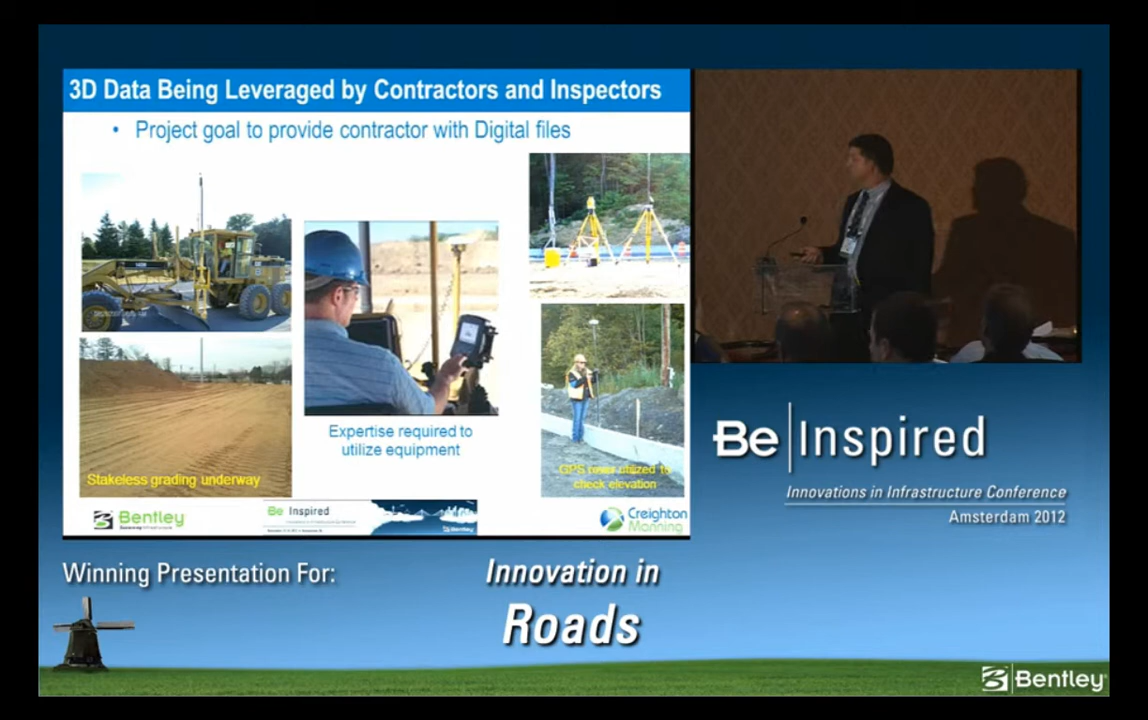 3D Data Being Leveraged by Contractors and Inspectors
• Project goal to provide contractor with Digital files
Expertise required to
utilize equipment
Stakeless grading underway
GPS rover utilized to
check elevation
Bentley
Be Inspired
Bentley
Creighton
Manning
Be Inspired
Innovations in Infrastructure Conference
Amsterdam 2012
Winning Presentation For:
Innovation in
Roads
Bentley